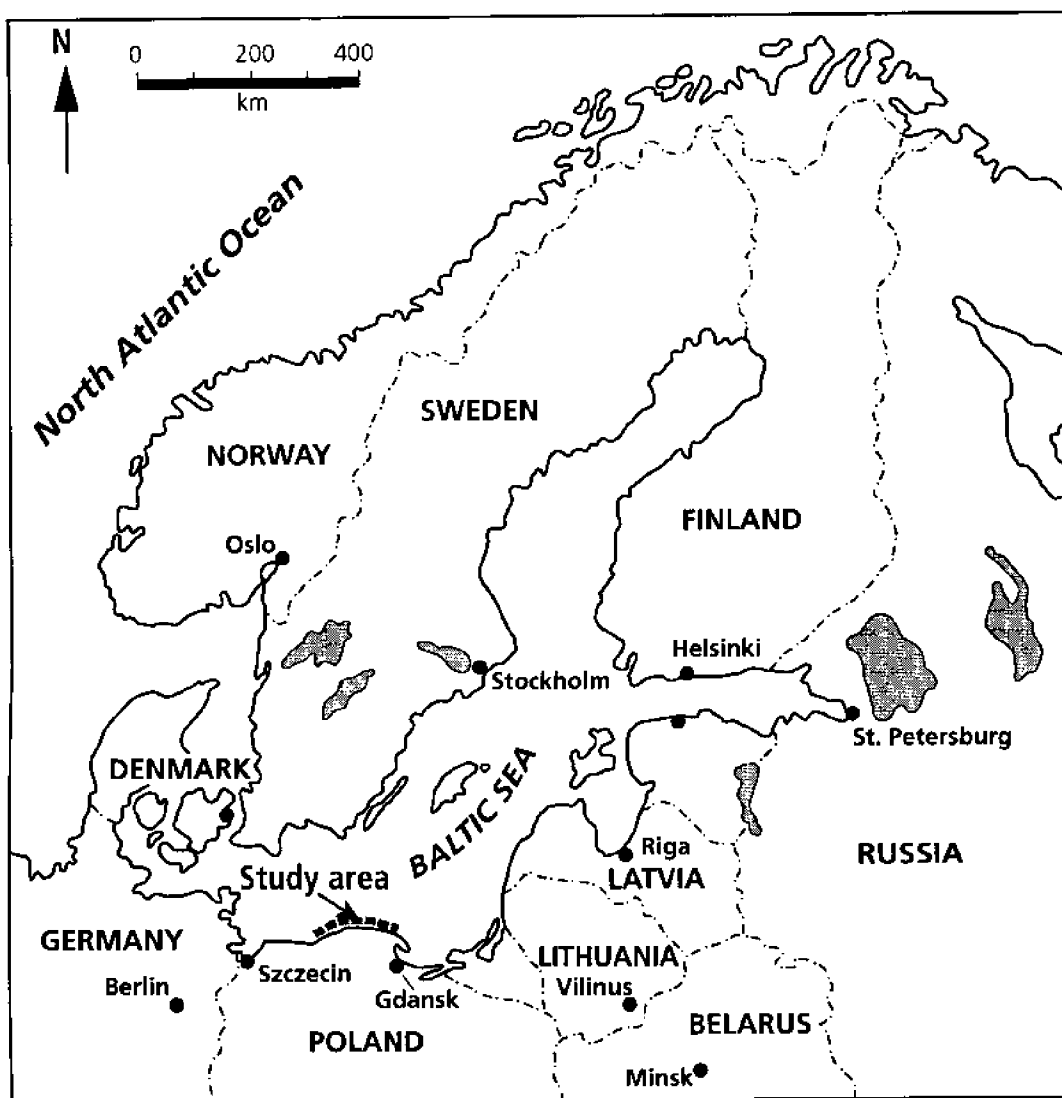 N
0 200 400
km
North Atlantic Ocean
SWEDEN
NORWAY
FINLAND
Oslo
Helsinki
Stockholm
St. Petersburg
DENMARK
BALTIC SEA
Riga
RUSSIA
Study area
LATVIA
GERMANY
LITHUANIA
Szczecin
Berlin
Vilinus
Gdansk
BELARUS
POLAND
Minsk